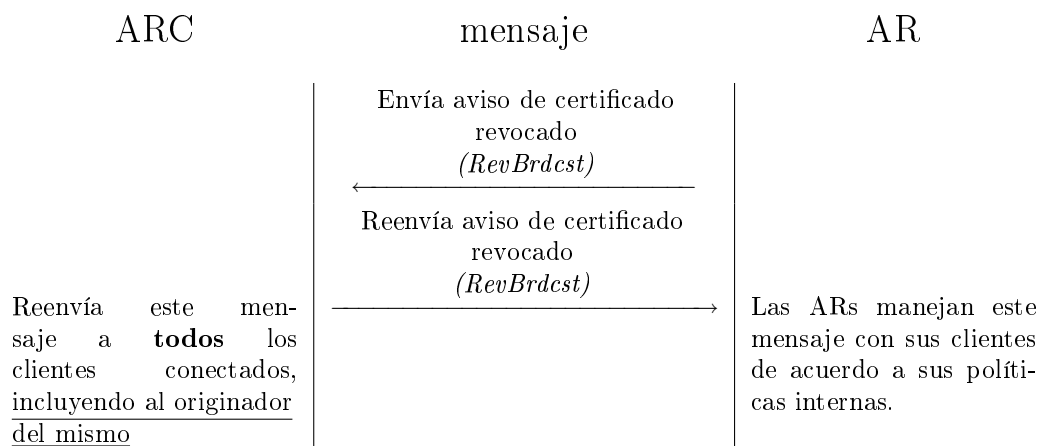 ARC mensaje AR
Envía aviso de certificado
revocado
(RevBrdcst)
Reenvía aviso de certificado
revocado
(RevBrdcst)
Reenvía este men-
saje a todos los
clientes conectados,
incluyendo al originador
del mismo
Las ARs manejan este
mensaje con sus clientes
de acuerdo a sus políti-
cas internas.